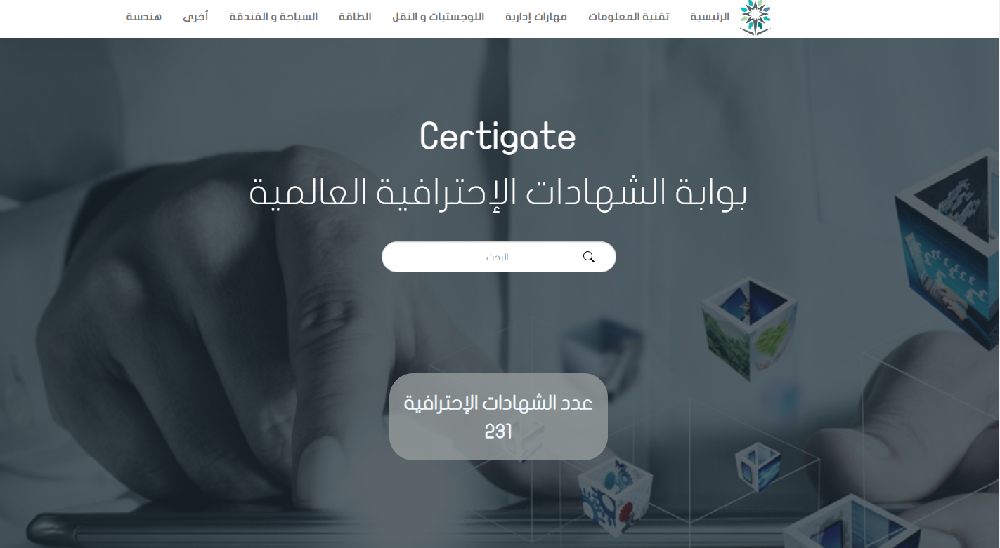 الرئيسية تقنية المعلومات مهارات إدارية اللوجستيات و النقل الطاقة السياحة و الفندقة أخرى هندسة
Certigate
بوابة الشهادات الإحترافية العالمية
البحث
عدد الشهادات الإحترافية
231